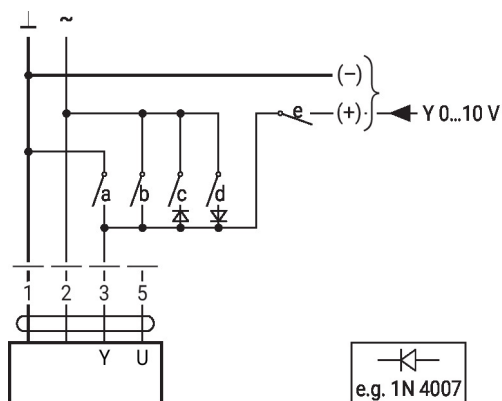 ⊥ ~
(–)
e (+) Y 0...10 V
a b c d
1 2 3 5
Y U
e.g. 1N 4007